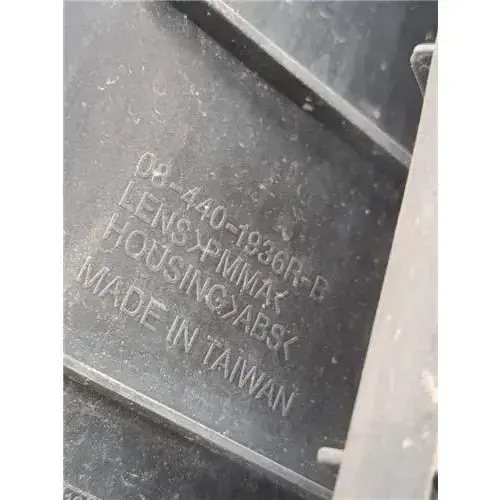 08-440-1936R-B
LENS>PMMA<
HOUSING>ABS<
MADE IN TAIWAN